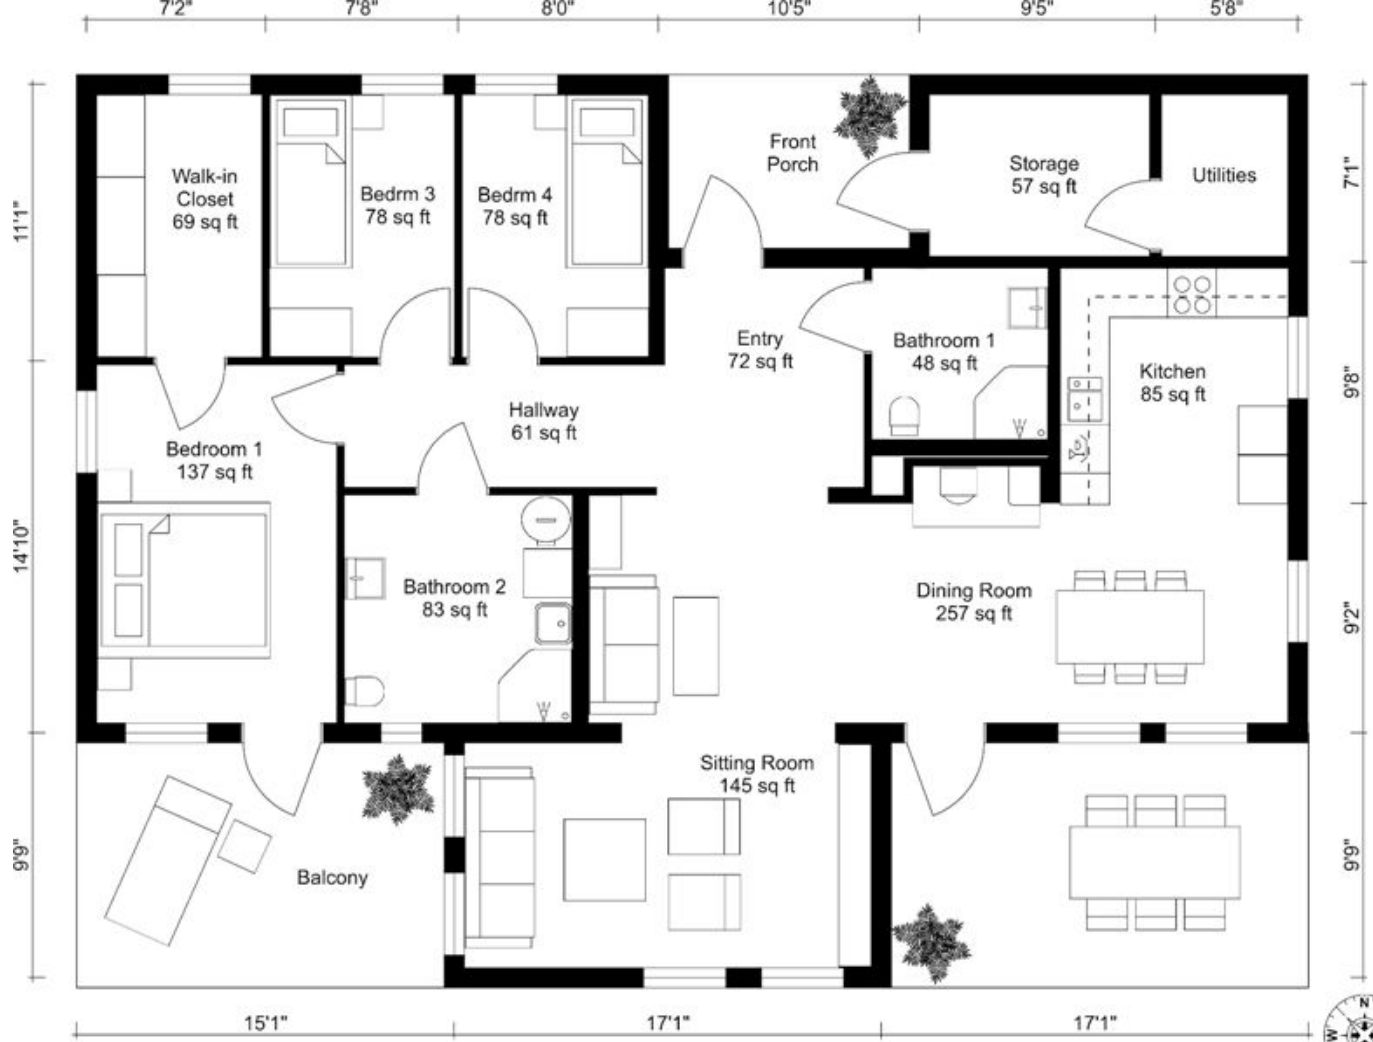 7'2" 7'8" 8'0" 10'5" 9'5" 5'8"
11'1"
14'10"
9'9"
Walk-in
Closet
69 sq ft
Bedrm 3
78 sq ft
Bedrm 4
78 sq ft
Front
Porch
Storage
57 sq ft
Utilities
7'1"
9'8"
9'2"
9'9"
Entry
72 sq ft
Bathroom 1
48 sq ft
Kitchen
85 sq ft
Hallway
61 sq ft
Bedroom 1
137 sq ft
Bathroom 2
83 sq ft
Dining Room
257 sq ft
Sitting Room
145 sq ft
Balcony
15'1" 17'1" 17'1"
N
W